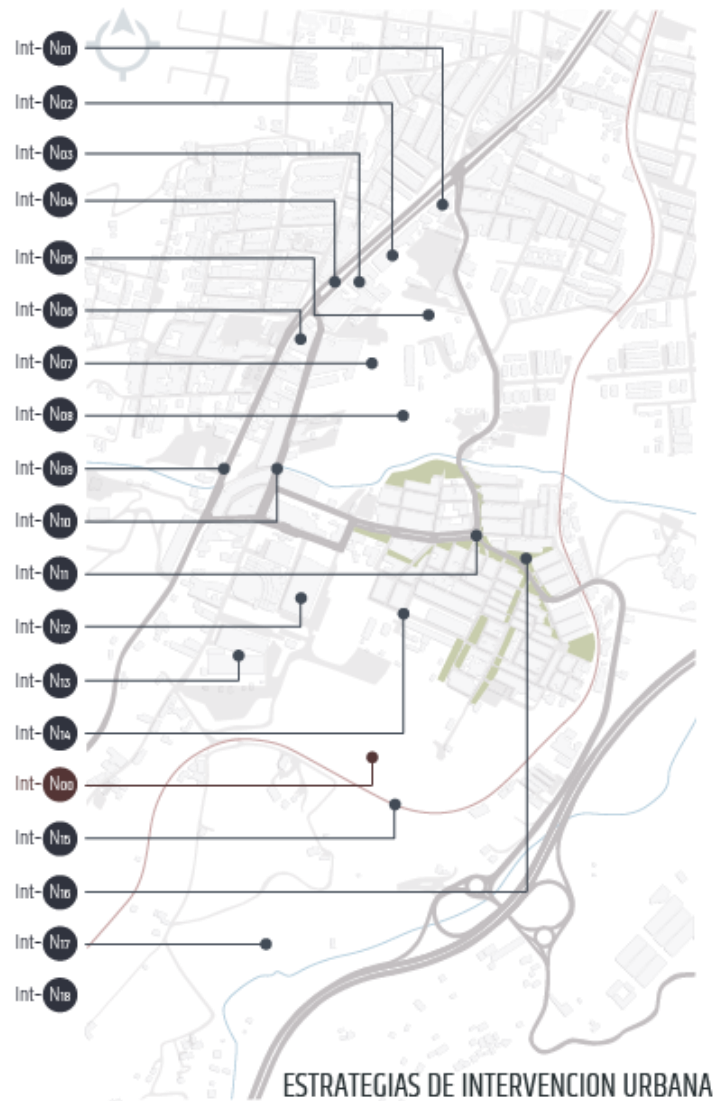 Int-N01
Int-N02
Int-N03
Int-N04
Int-N05
Int-N06
Int-N07
Int-N08
Int-N09
Int-N10
Int-N11
Int-N12
Int-N13
Int-N14
Int-N00
Int-N15
Int-N16
Int-N17
Int-N18
ESTRATEGIAS DE INTERVENCION URBANA